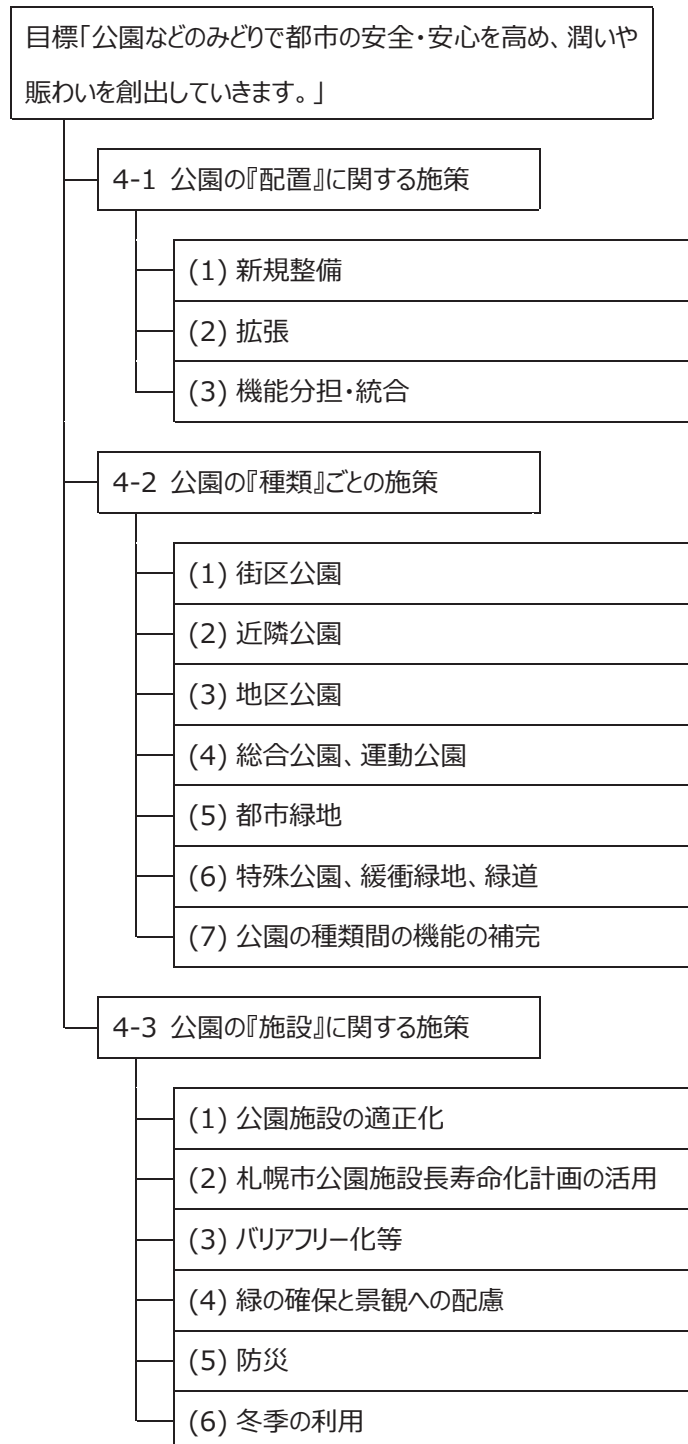 目標「公園などのみどりで都市の安全・安心を高め、潤いや
賑わいを創出していきます。」
4-1 公園の『配置』に関する施策
(1) 新規整備
(2) 拡張
(3) 機能分担・統合
4-2 公園の『種類』ごとの施策
(1) 街区公園
(2) 近隣公園
(3) 地区公園
(4) 総合公園、運動公園
(5) 都市緑地
(6) 特殊公園、緩衝緑地、緑道
(7) 公園の種類間の機能の補完
4-3 公園の『施設』に関する施策
(1) 公園施設の適正化
(2) 札幌市公園施設長寿命化計画の活用
(3) バリアフリー化等
(4) 緑の確保と景観への配慮
(5) 防災
(6) 冬季の利用